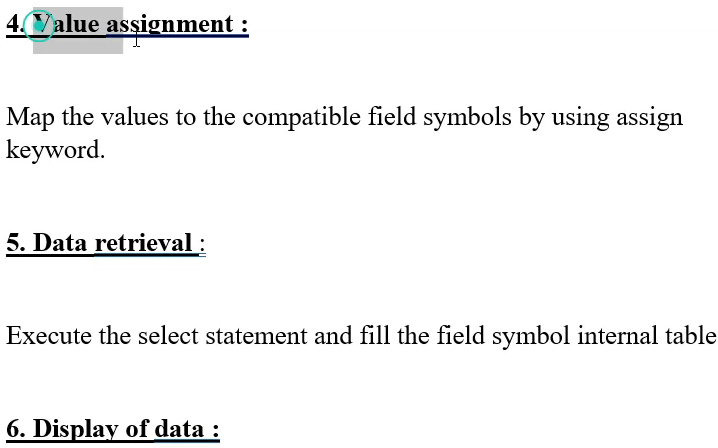 4. Value assignment :
Map the values to the compatible field symbols by using assign
keyword.
5. Data retrieval :
Execute the select statement and fill the field symbol internal table
6. Display of data :